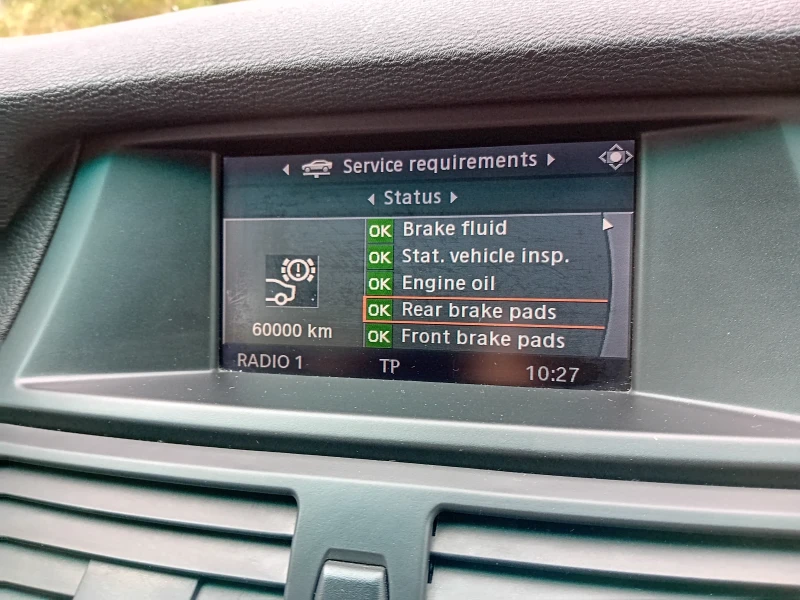 Service requirements
Status
OK Brake fluid
OK Stat. vehicle insp.
OK Engine oil
OK Rear brake pads
OK Front brake pads
60000 km
RADIO 1 TP 10:27